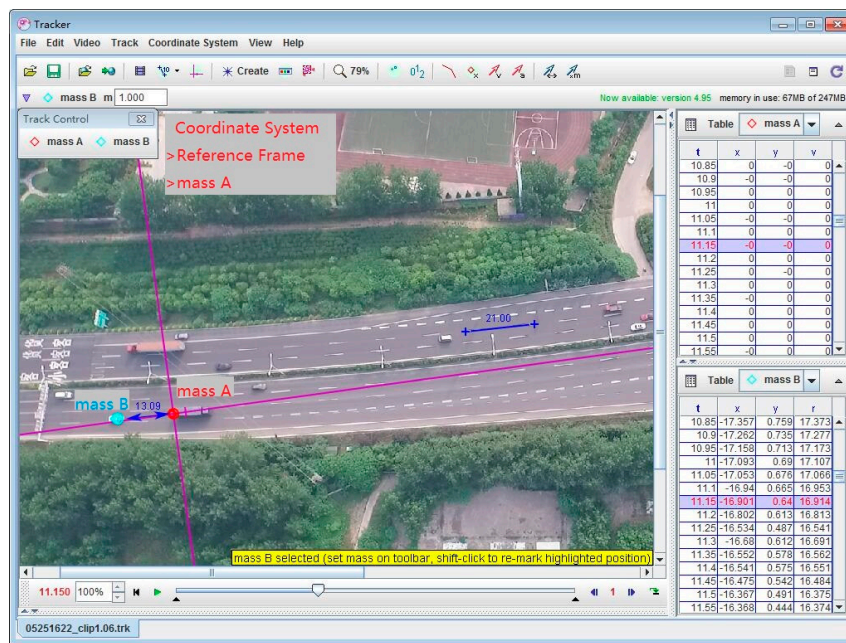 Tracker
File Edit Video Track Coordinate System View Help
Create 79%
mass B m 1.000 Now available: version 4.95 memory in use: 67MB of 247MB
Track Control
mass A mass B
Coordinate System
>Reference Frame
>mass A
21.00
mass A
mass B
13.09
mass B selected (set mass on toolbar, shift-click to re-mark highlighted position)
Table mass A
t x y v
10.85 0 -0 0
10.9 -0 -0 0
10.95 0 0 0
11 0 0 0
11.05 -0 -0 0
11.1 0 0 0
11.15 -0 -0 0
11.2 0 0 0
11.25 0 -0 0
11.3 0 0 0
11.35 -0 0 0
11.4 0 0 0
11.45 0 0 0
11.5 0 0 0
11.55 -0 0 0
Table mass B
t x y r
10.85 -17.357 0.759 17.373
10.9 -17.262 0.735 17.277
10.95 -17.158 0.713 17.173
11 -17.093 0.69 17.107
11.05 -17.053 0.676 17.066
11.1 -16.94 0.665 16.953
11.15 -16.901 0.64 16.914
11.2 -16.802 0.613 16.813
11.25 -16.534 0.487 16.541
11.3 -16.68 0.612 16.691
11.35 -16.552 0.578 16.562
11.4 -16.541 0.575 16.551
11.45 -16.475 0.542 16.484
11.5 -16.367 0.491 16.375
11.55 -16.368 0.444 16.374
11.150 100% 1
05251622_clip1.06.trk